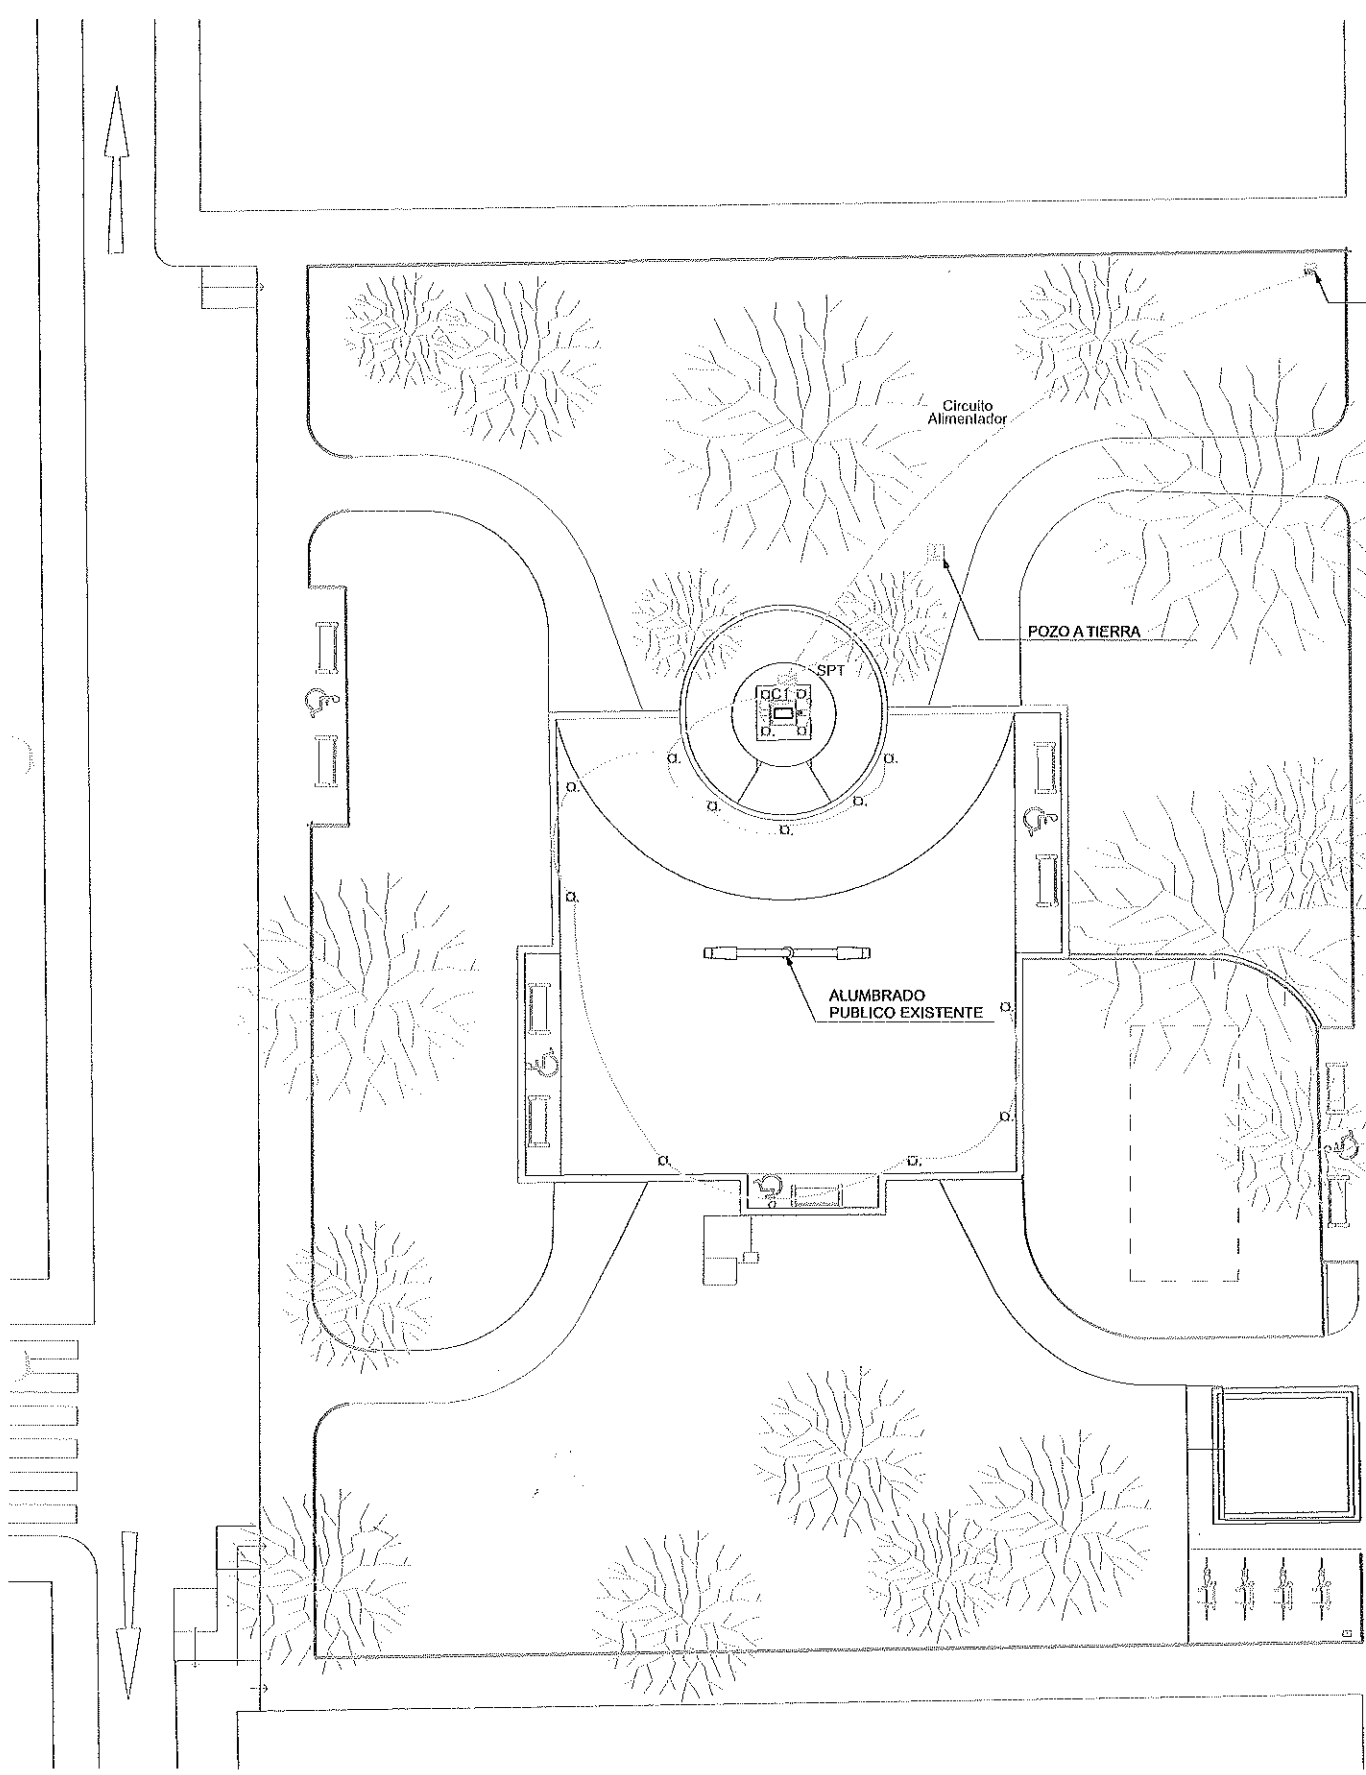 Circuito
Alimentador
POZO A TIERRA
SPT
C1
ALUMBRADO
PUBLICO EXISTENTE